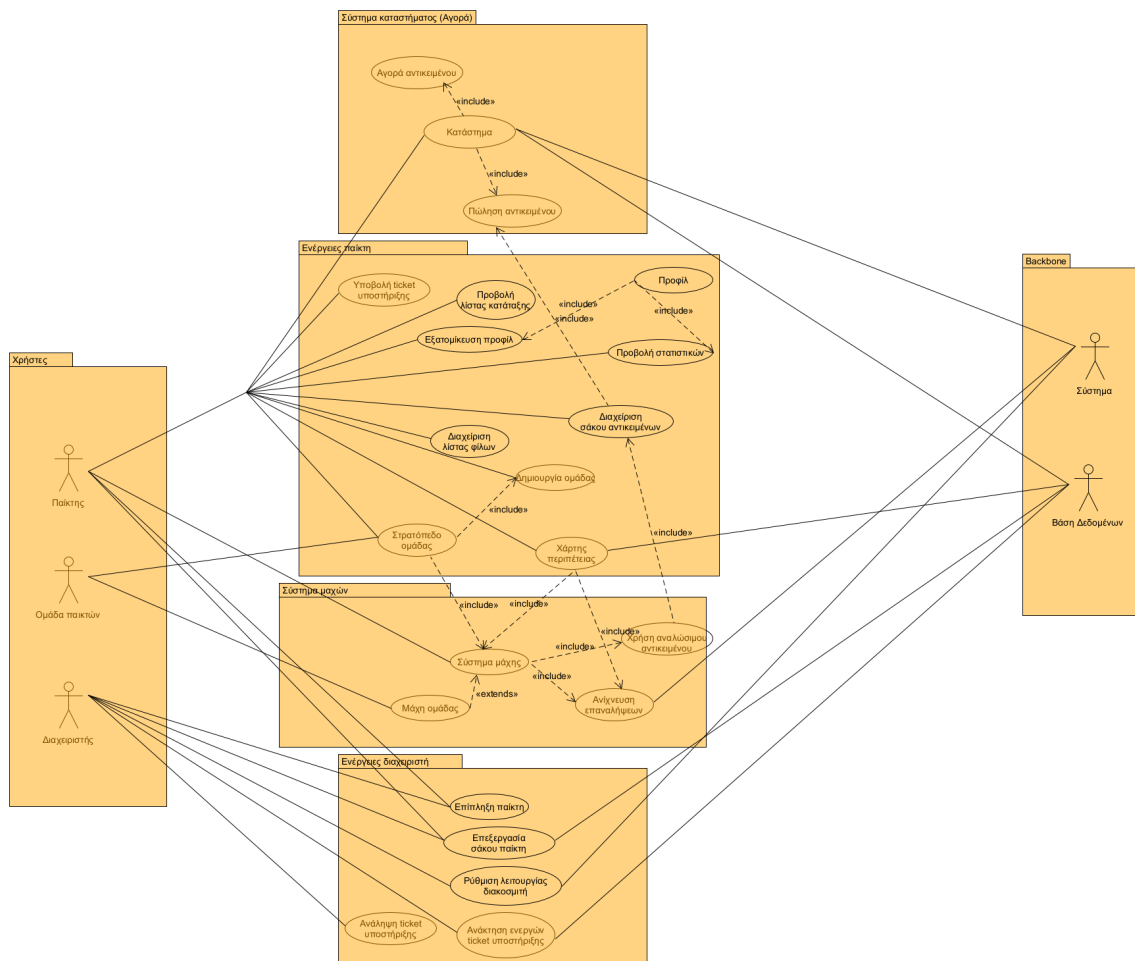 Σύστημα καταστήματος (Αγορά)
Αγορά αντικειμένου
«include»
Κατάστημα
«include»
Πώληση αντικειμένου
Ενέργειες παίκτη
Υποβολή ticket
υποστήριξης
Προβολή
λίστας κατάταξης
Προφίλ
«include»
«include»
«include»
Εξατομίκευση προφίλ
Προβολή στατιστικών
Διαχείριση
σάκου αντικειμένων
Διαχείριση
λίστας φίλων
Δημιουργία ομάδας
«include»
«include»
Στρατόπεδο
ομάδας
Χάρτης
περιπέτειας
Χρήστες
Παίκτης
Ομάδα παικτών
Διαχειριστής
Backbone
Σύστημα
Βάση Δεδομένων
Σύστημα μαχών
«include»
«include»
«include»
Χρήση αναλώσιμου
αντικειμένου
Σύστημα μάχης
«include»
«include»
«extends»
Μάχη ομάδας
Ανίχνευση
επαναλήψεων
Ενέργειες διαχειριστή
Επίπληξη παίκτη
Επεξεργασία
σάκου παίκτη
Ρύθμιση λειτουργίας
διακοσμιτή
Ανάληψη ticket
υποστήριξης
Ανάκτηση ενεργών
ticket υποστήριξης